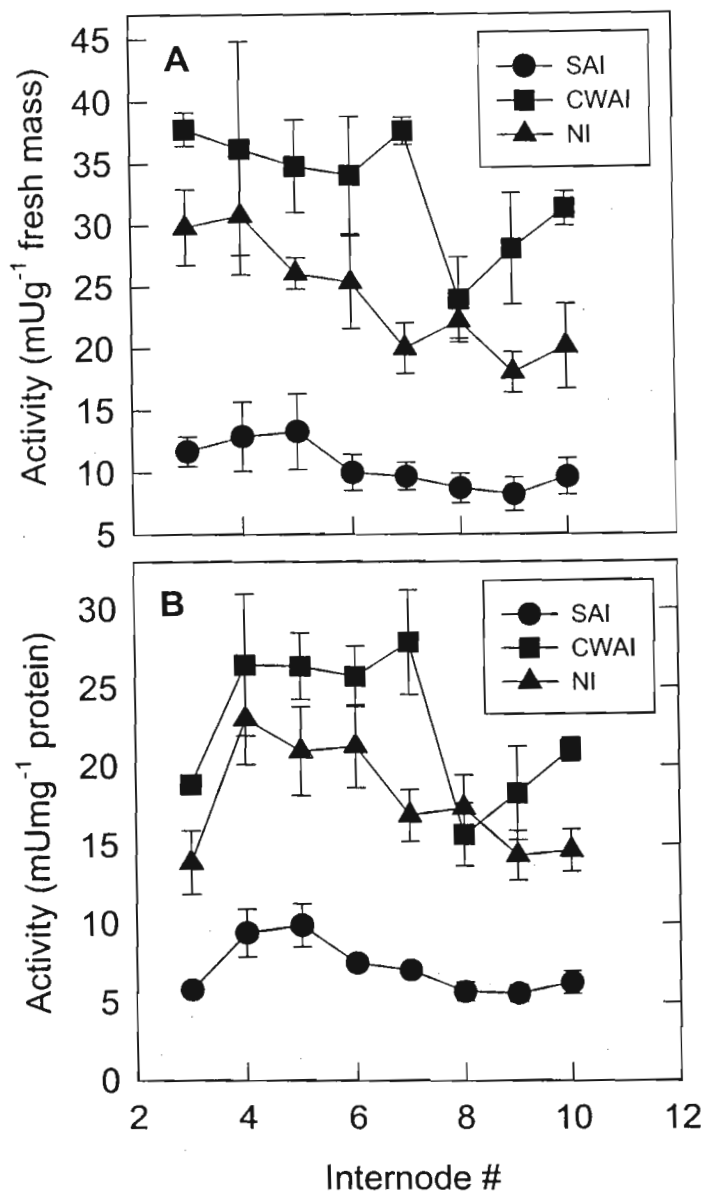 A
SAI
CWAI
NI
45
40
35
30
25
20
15
10
5
Activity (mUg⁻¹ fresh mass)
B
SAI
CWAI
NI
30
25
20
15
10
5
0
Activity (mUmg⁻¹ protein)
2 4 6 8 10 12
Internode #